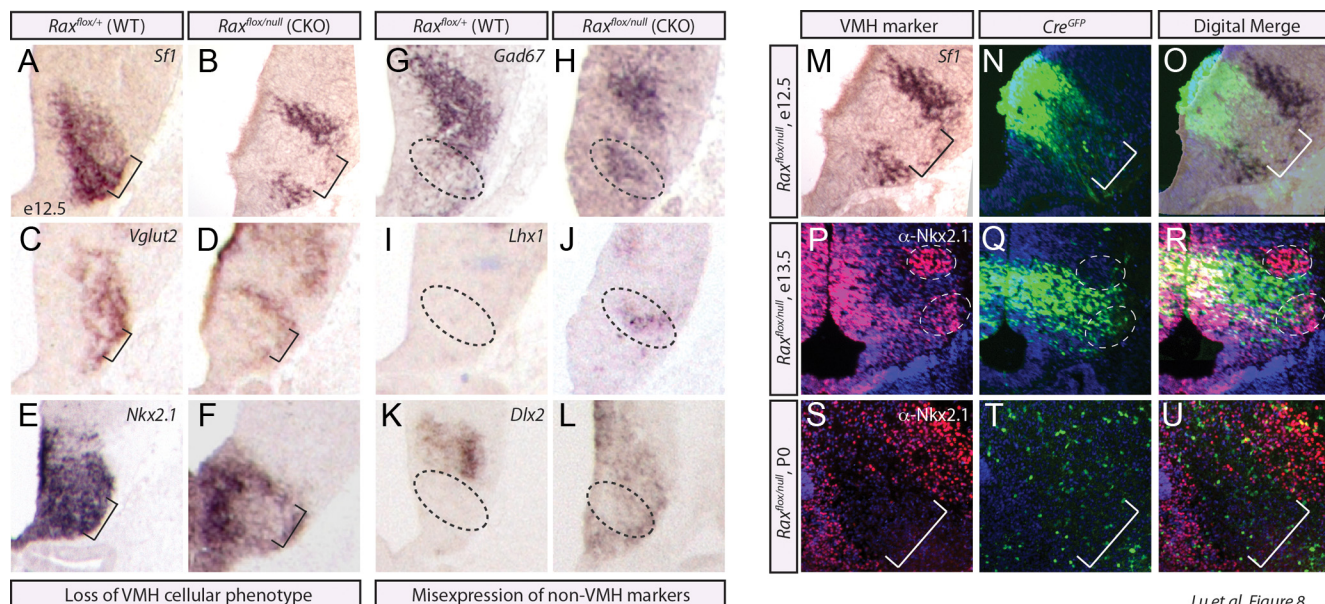 Rax^flox/+ (WT) Rax^flox/null (CKO) Rax^flox/+ (WT) Rax^flox/null (CKO) VMH marker Cre^GFP Digital Merge
A Sf1 B G Gad67 H M Sf1 N O
e12.5
Rax^flox/null, e12.5
C Vglut2 D I Lhx1 J P α-Nkx2.1 Q R
Rax^flox/null, e13.5
E Nkx2.1 F K Dlx2 L S α-Nkx2.1 T U
Rax^flox/null, P0
Loss of VMH cellular phenotype Misexpression of non-VMH markers
Lu et al. Figure 8